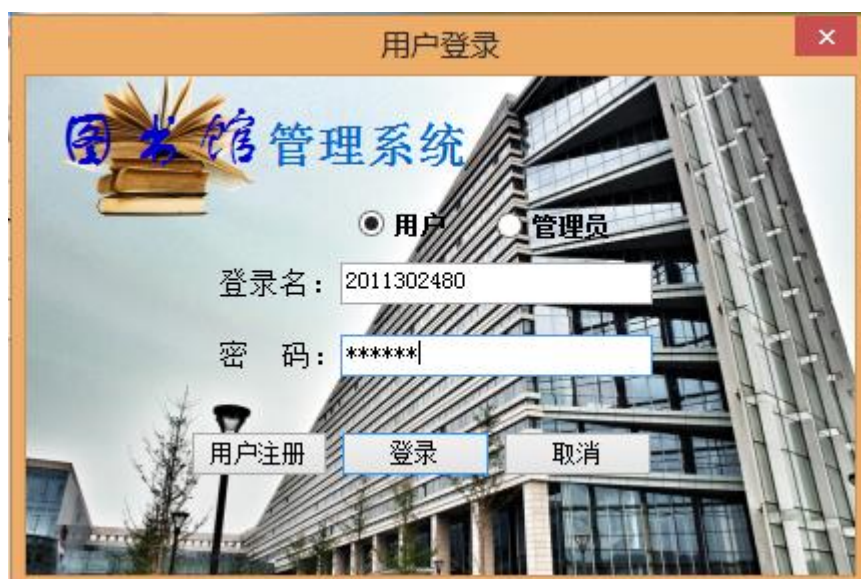 用户登录
图书馆管理系统
用户 管理员
登录名：2011302480
密 码：******
用户注册 登录 取消